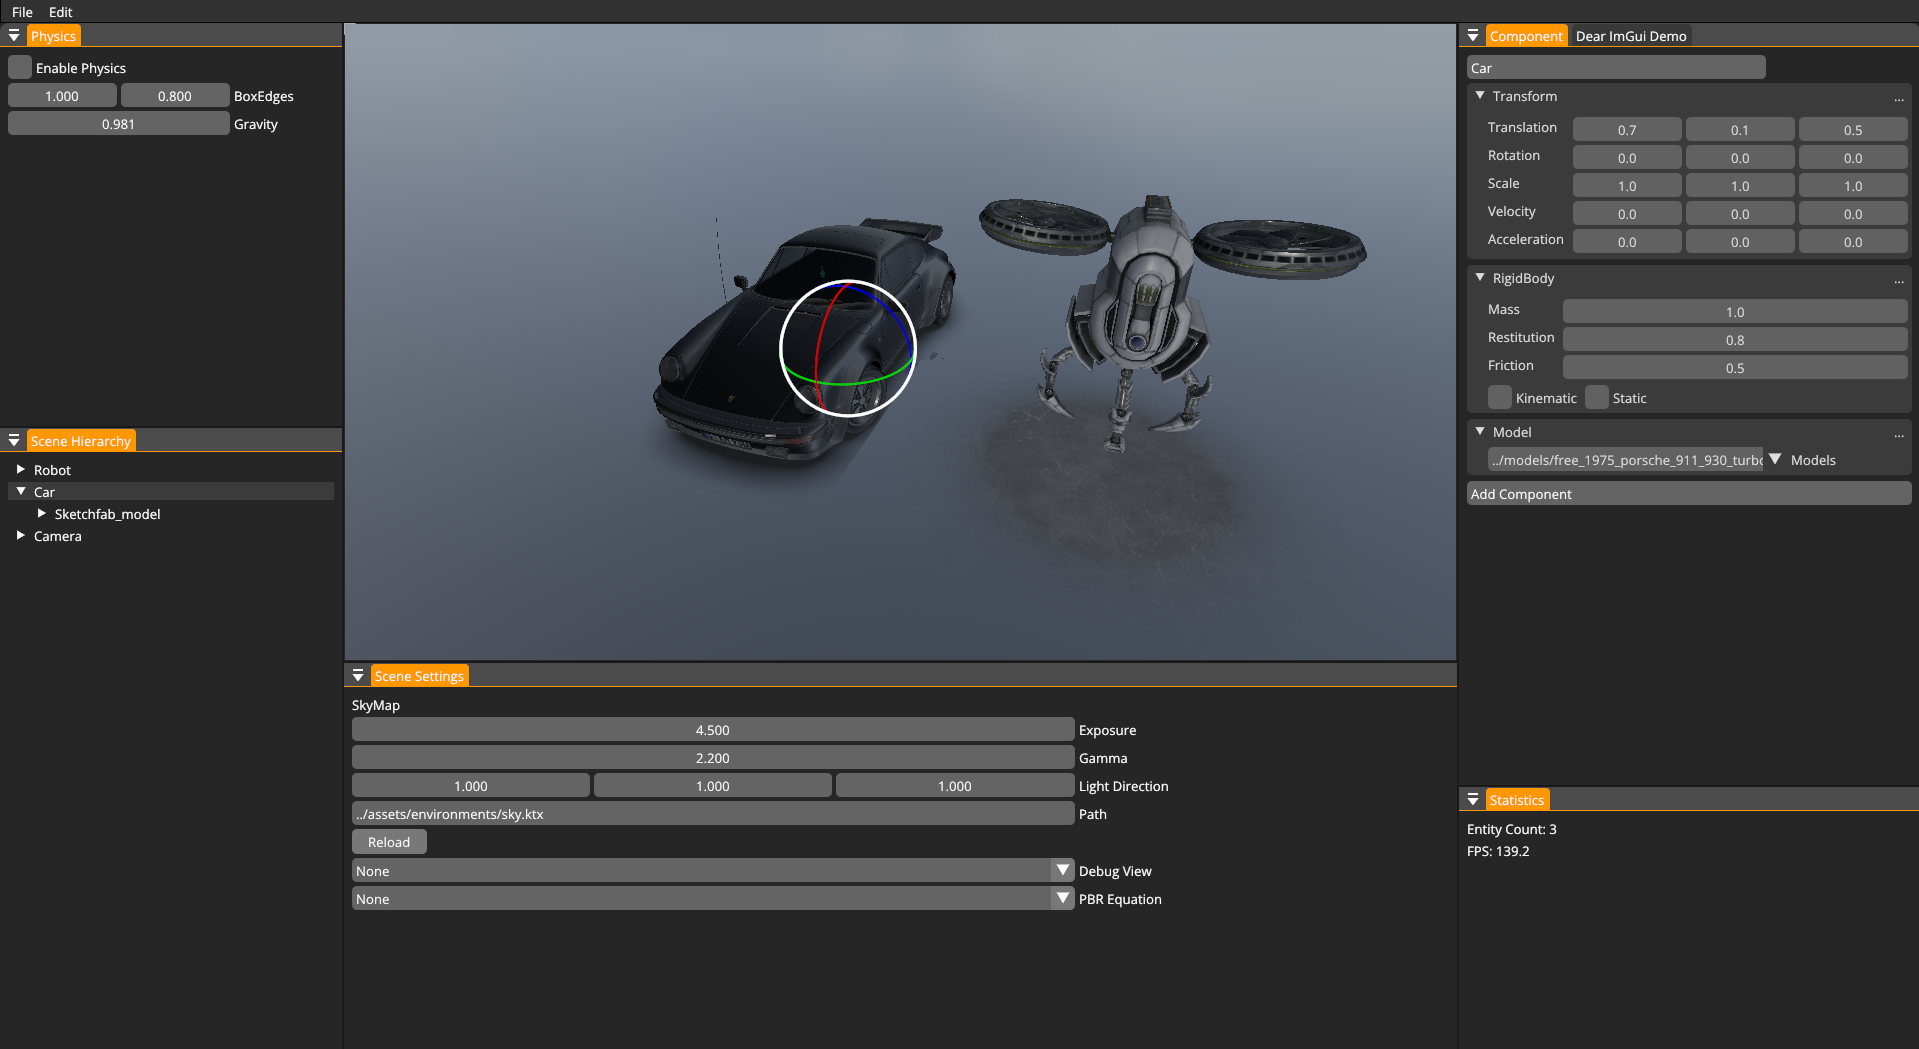 File Edit
Physics
Enable Physics
1.000 0.800 BoxEdges
0.981 Gravity
Scene Hierarchy
Robot
Car
Sketchfab_model
Camera
Scene Settings
SkyMap
4.500 Exposure
2.200 Gamma
1.000 1.000 1.000 Light Direction
../assets/environments/sky.ktx Path
Reload
None Debug View
None PBR Equation
Component Dear ImGui Demo
Car
Transform ...
Translation 0.7 0.1 0.5
Rotation 0.0 0.0 0.0
Scale 1.0 1.0 1.0
Velocity 0.0 0.0 0.0
Acceleration 0.0 0.0 0.0
RigidBody ...
Mass 1.0
Restitution 0.8
Friction 0.5
Kinematic Static
Model ...
../models/free_1975_porsche_911_930_turbo Models
Add Component
Statistics
Entity Count: 3
FPS: 139.2